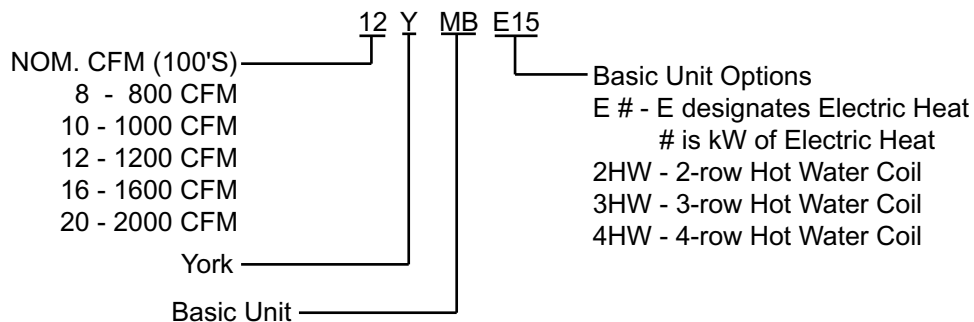 12 Y MB E15
NOM. CFM (100'S)
8 - 800 CFM
10 - 1000 CFM
12 - 1200 CFM
16 - 1600 CFM
20 - 2000 CFM
York
Basic Unit
Basic Unit Options
E # - E designates Electric Heat
# is kW of Electric Heat
2HW - 2-row Hot Water Coil
3HW - 3-row Hot Water Coil
4HW - 4-row Hot Water Coil